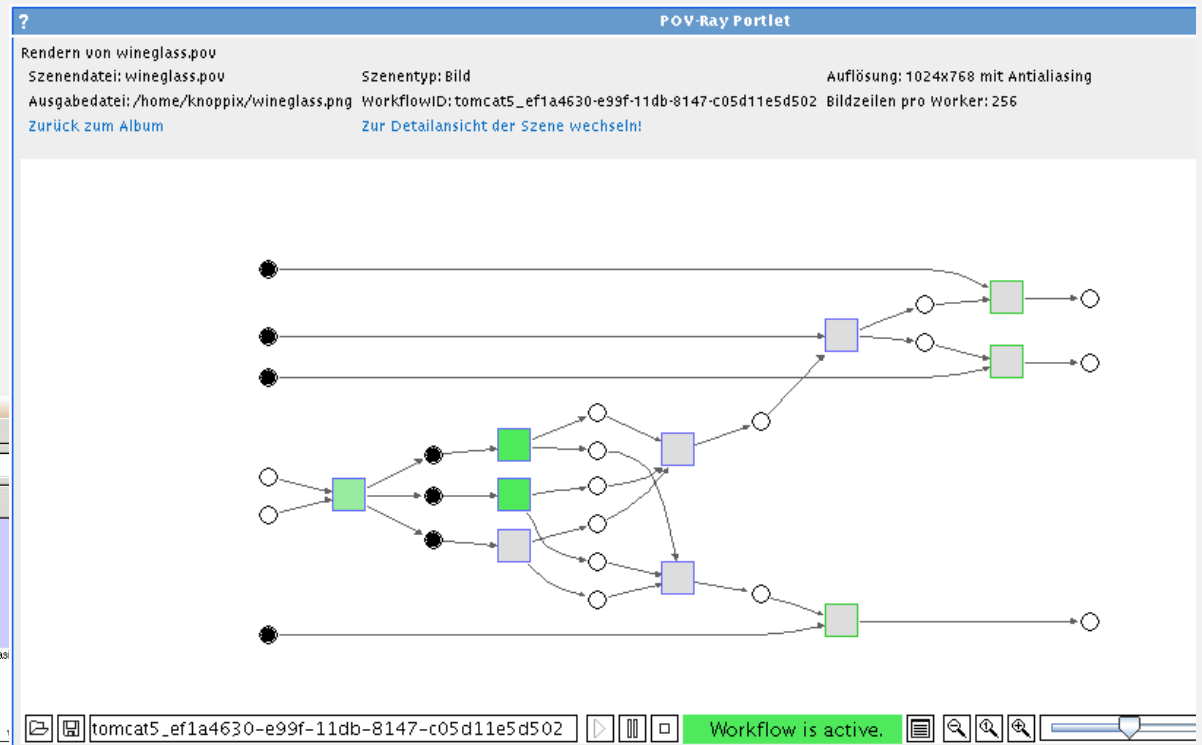 ? POV-Ray Portlet
Rendern von wineglass.pov
Szenendatei: wineglass.pov Szenentyp: Bild Auflösung: 1024x768 mit Antialiasing
Ausgabedatei: /home/knoppix/wineglass.png WorkflowID: tomcat5_ef1a4630-e99f-11db-8147-c05d11e5d502 Bildzeilen pro Worker: 256
Zurück zum Album Zur Detailansicht der Szene wechseln!
tomcat5_ef1a4630-e99f-11db-8147-c05d11e5d502 Workflow is active.